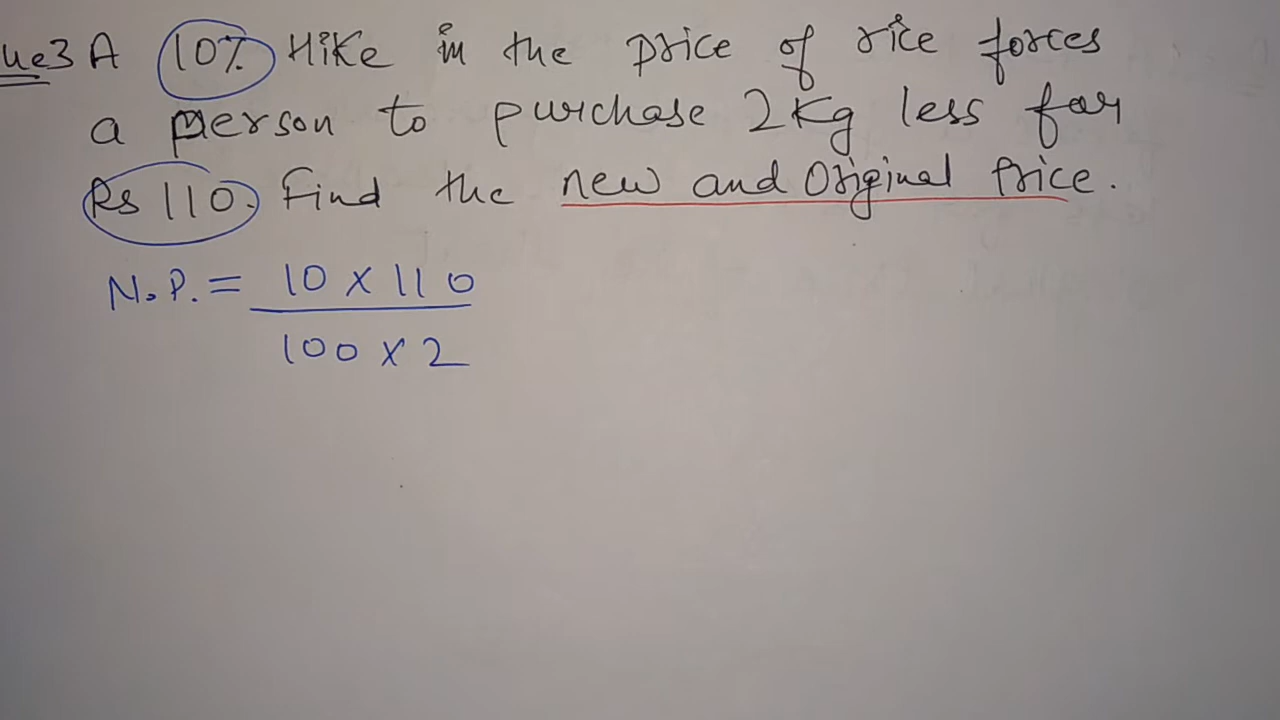 ue3 A 10% Hike in the price of rice forces
a person to purchase 2Kg less for
Rs 110. Find the new and Original Price.
N.P. = 10 x 110
100 x 2